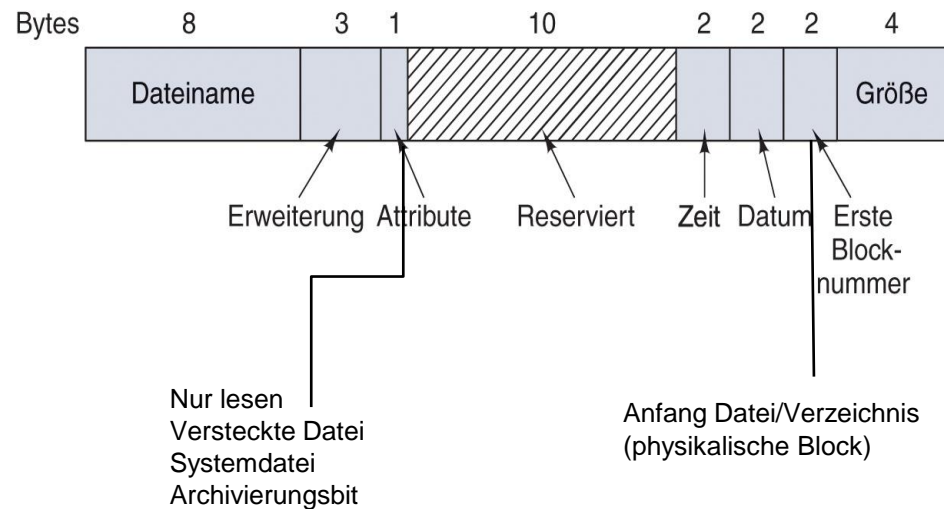 Bytes 8 3 1 10 2 2 2 4
Dateiname Größe
Erweiterung Attribute Reserviert Zeit Datum Erste
Block-
nummer
Nur lesen
Versteckte Datei
Systemdatei
Archivierungsbit
Anfang Datei/Verzeichnis
(physikalische Block)